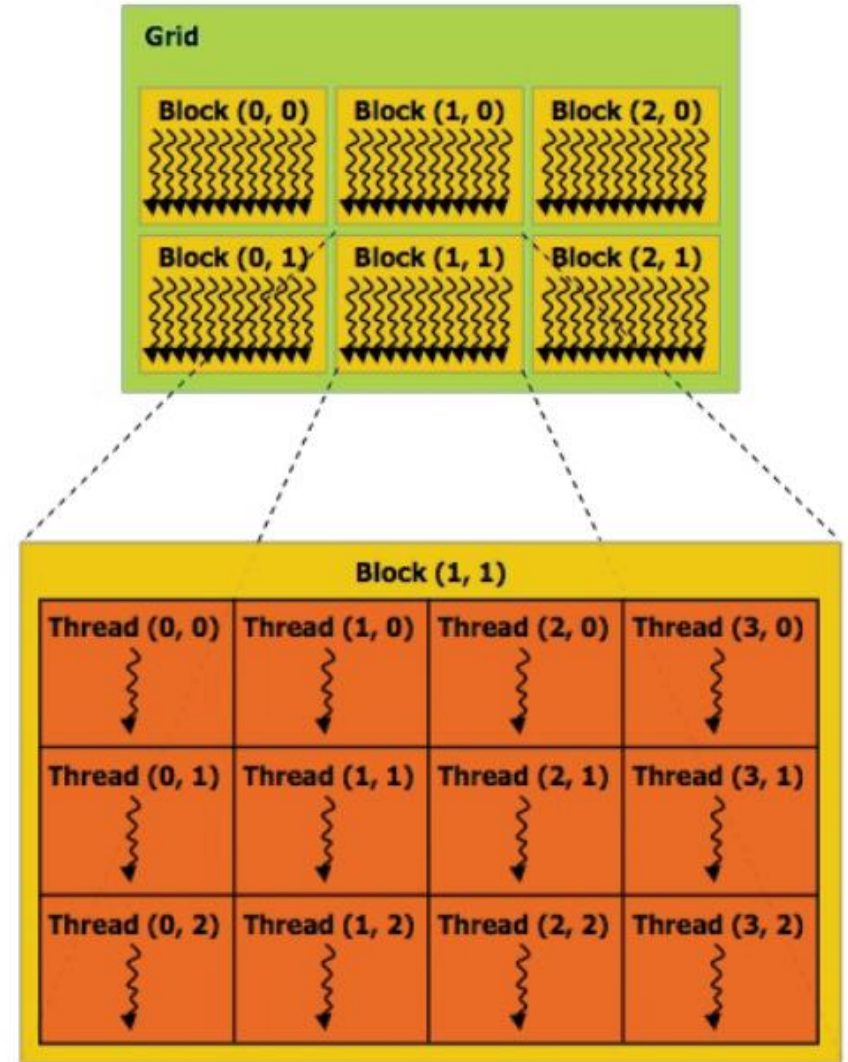 Grid
Block (0, 0) Block (1, 0) Block (2, 0)
Block (0, 1) Block (1, 1) Block (2, 1)
Block (1, 1)
Thread (0, 0) Thread (1, 0) Thread (2, 0) Thread (3, 0)
Thread (0, 1) Thread (1, 1) Thread (2, 1) Thread (3, 1)
Thread (0, 2) Thread (1, 2) Thread (2, 2) Thread (3, 2)